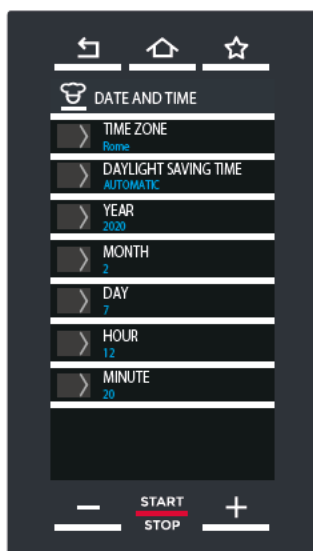 DATE AND TIME
TIME ZONE
Rome
DAYLIGHT SAVING TIME
AUTOMATIC
YEAR
2020
MONTH
2
DAY
7
HOUR
12
MINUTE
20
START
STOP